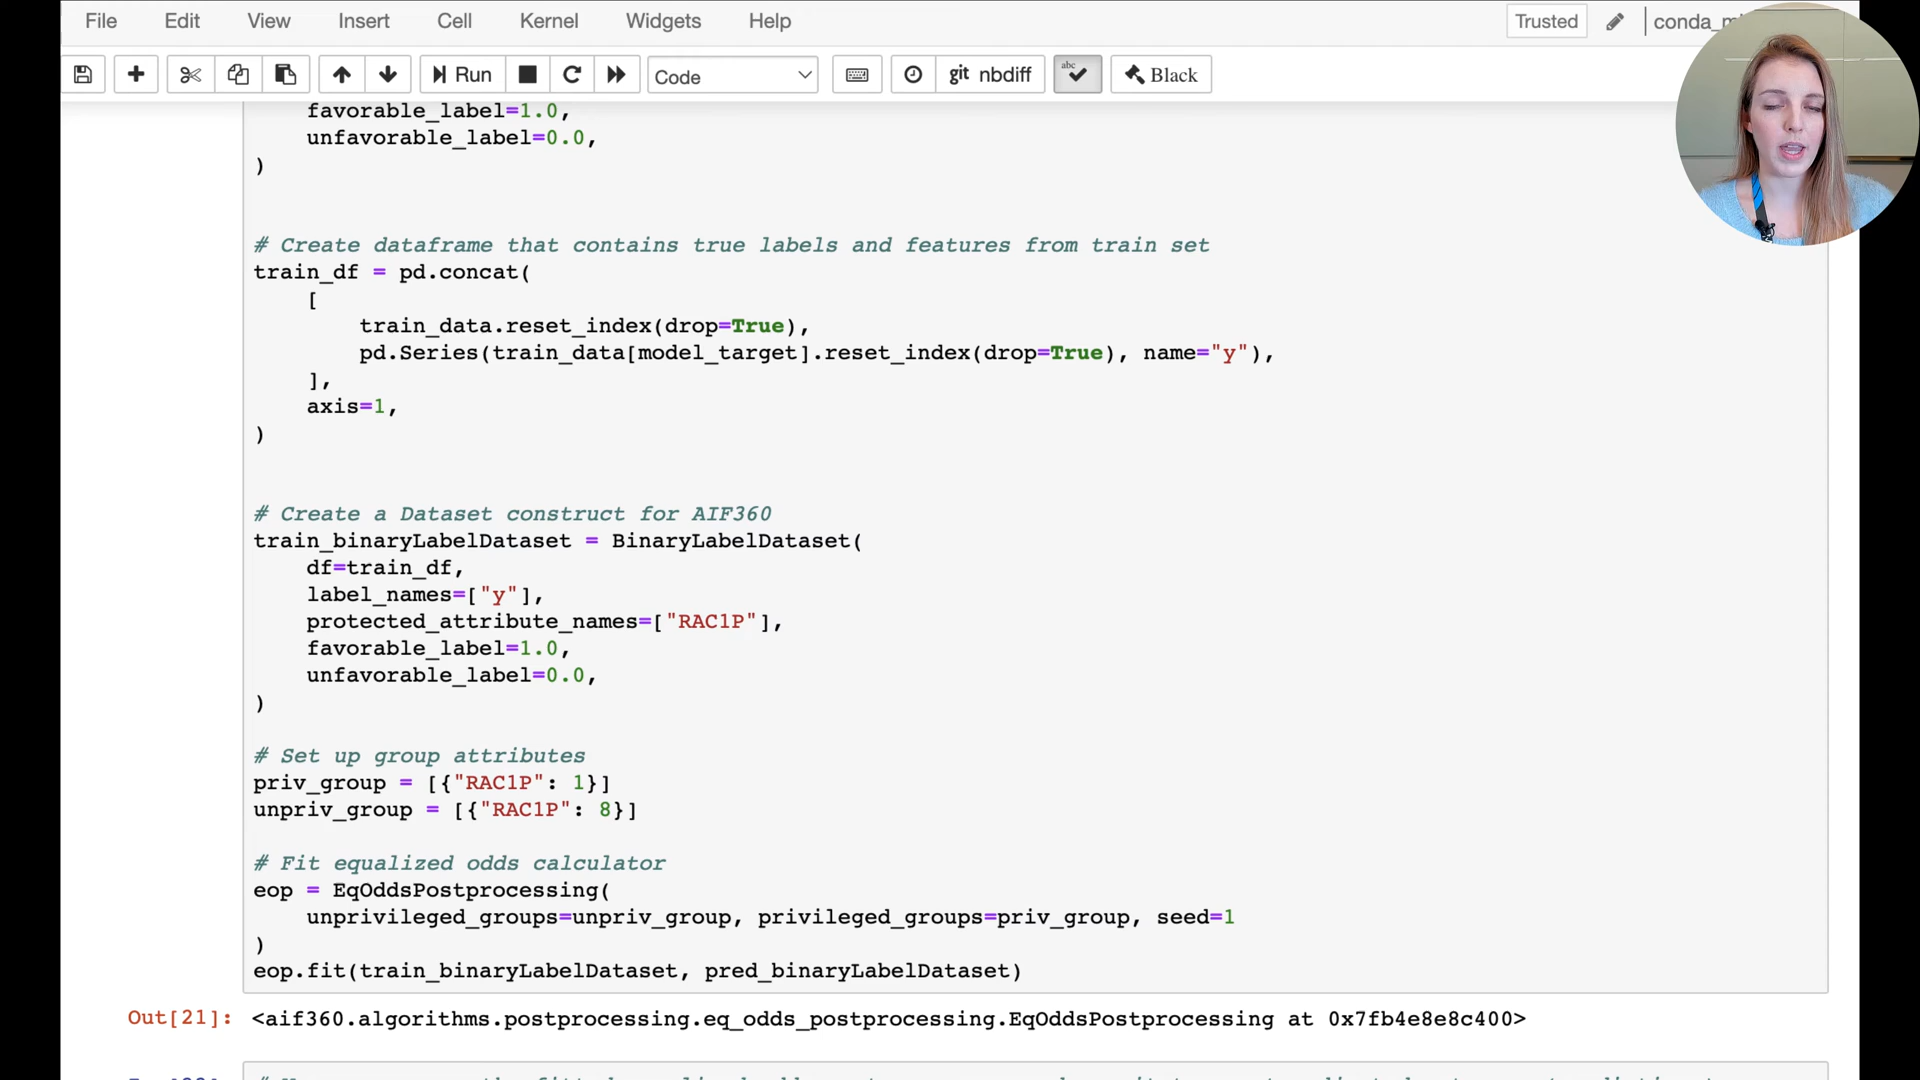 File Edit View Insert Cell Kernel Widgets Help Trusted
Run Code git nbdiff abc Black
favorable_label=1.0,
unfavorable_label=0.0,
)
# Create dataframe that contains true labels and features from train set
train_df = pd.concat(
[
train_data.reset_index(drop=True),
pd.Series(train_data[model_target].reset_index(drop=True), name="y"),
],
axis=1,
)
# Create a Dataset construct for AIF360
train_binaryLabelDataset = BinaryLabelDataset(
df=train_df,
label_names=["y"],
protected_attribute_names=["RAC1P"],
favorable_label=1.0,
unfavorable_label=0.0,
)
# Set up group attributes
priv_group = [{"RAC1P": 1}]
unpriv_group = [{"RAC1P": 8}]
# Fit equalized odds calculator
eop = EqOddsPostprocessing(
unprivileged_groups=unpriv_group, privileged_groups=priv_group, seed=1
)
eop.fit(train_binaryLabelDataset, pred_binaryLabelDataset)
Out[21]: <aif360.algorithms.postprocessing.eq_odds_postprocessing.EqOddsPostprocessing at 0x7fb4e8e8c400>